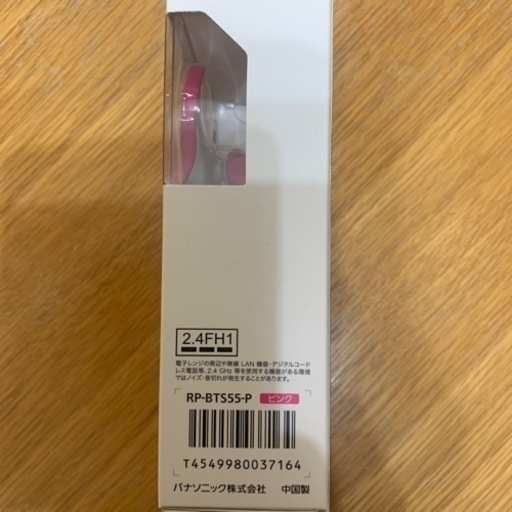 2.4FH1
電子レンジの周辺や無線 LAN 機器・デジタルコード
レス電話等、2.4 GHz 帯を使用する機器がある環境
ではノイズ・音切れが発生することがあります。
RP-BTS55-P ピンク
T4549980037164
パナソニック株式会社 中国製